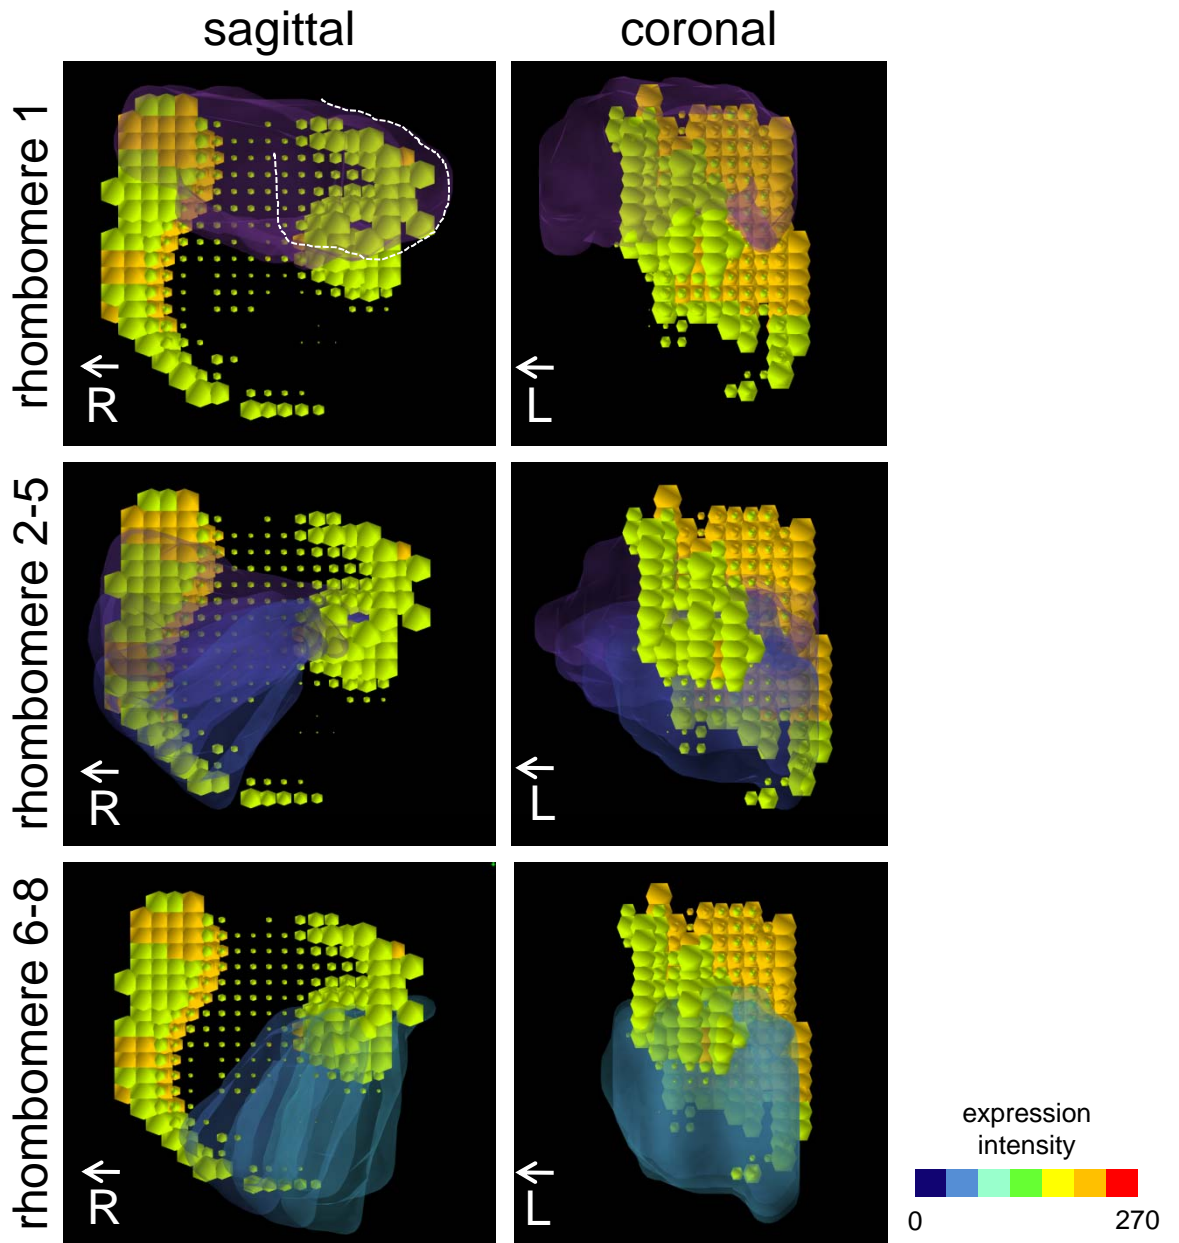 sagittal
coronal
rhombomere 1
R
L
rhombomere 2-5
R
L
rhombomere 6-8
R
L
expression
intensity
0
270